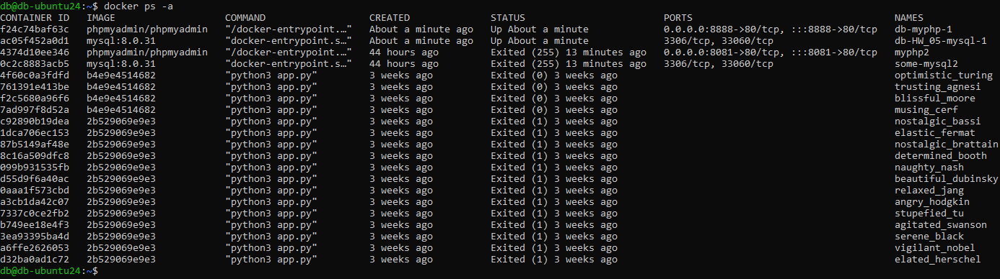 db@db-ubuntu24:~$ docker ps -a
CONTAINER ID   IMAGE                   COMMAND                  CREATED              STATUS                        PORTS                                   NAMES
f24c74baf63c   phpmyadmin/phpmyadmin   "/docker-entrypoint.…"   About a minute ago   Up About a minute             0.0.0.0:8888->80/tcp, :::8888->80/tcp   db-myphp-1
ac05f452a0d1   mysql:8.0.31            "docker-entrypoint.s…"   About a minute ago   Up About a minute             3306/tcp, 33060/tcp                     db-HW_05-mysql-1
4374d10ee346   phpmyadmin/phpmyadmin   "/docker-entrypoint.…"   44 hours ago         Exited (255) 13 minutes ago   0.0.0.0:8081->80/tcp, :::8081->80/tcp   myphp2
0c2c8883acb5   mysql:8.0.31            "docker-entrypoint.s…"   44 hours ago         Exited (255) 13 minutes ago   3306/tcp, 33060/tcp                     some-mysql2
4f60c0a3fdfd   b4e9e4514682            "python3 app.py"         3 weeks ago          Exited (0) 3 weeks ago                                                optimistic_turing
761391e413be   b4e9e4514682            "python3 app.py"         3 weeks ago          Exited (0) 3 weeks ago                                                trusting_agnesi
f2c5680a96f6   b4e9e4514682            "python3 app.py"         3 weeks ago          Exited (0) 3 weeks ago                                                blissful_moore
7ad997f8d52a   b4e9e4514682            "python3 app.py"         3 weeks ago          Exited (0) 3 weeks ago                                                musing_cerf
c92890b19dea   2b529069e9e3            "python3 app.py"         3 weeks ago          Exited (1) 3 weeks ago                                                nostalgic_bassi
1dca706ec153   2b529069e9e3            "python3 app.py"         3 weeks ago          Exited (1) 3 weeks ago                                                elastic_fermat
87b5149af48e   2b529069e9e3            "python3 app.py"         3 weeks ago          Exited (1) 3 weeks ago                                                nostalgic_brattain
8c16a509dfc8   2b529069e9e3            "python3 app.py"         3 weeks ago          Exited (1) 3 weeks ago                                                determined_booth
099b931535fb   2b529069e9e3            "python3 app.py"         3 weeks ago          Exited (1) 3 weeks ago                                                naughty_nash
d55d9f6a40ac   2b529069e9e3            "python3 app.py"         3 weeks ago          Exited (1) 3 weeks ago                                                beautiful_dubinsky
0aaa1f573cbd   2b529069e9e3            "python3 app.py"         3 weeks ago          Exited (1) 3 weeks ago                                                relaxed_jang
a3cb1da42c07   2b529069e9e3            "python3 app.py"         3 weeks ago          Exited (1) 3 weeks ago                                                angry_hodgkin
7337c0ce2fb2   2b529069e9e3            "python3 app.py"         3 weeks ago          Exited (1) 3 weeks ago                                                stupefied_tu
b749ee18e4f3   2b529069e9e3            "python3 app.py"         3 weeks ago          Exited (1) 3 weeks ago                                                agitated_swanson
3ea93395ba4d   2b529069e9e3            "python3 app.py"         3 weeks ago          Exited (1) 3 weeks ago                                                serene_black
a6ffe2626053   2b529069e9e3            "python3 app.py"         3 weeks ago          Exited (1) 3 weeks ago                                                vigilant_nobel
d32ba0ad1c72   2b529069e9e3            "python3 app.py"         3 weeks ago          Exited (1) 3 weeks ago                                                elated_herschel
db@db-ubuntu24:~$